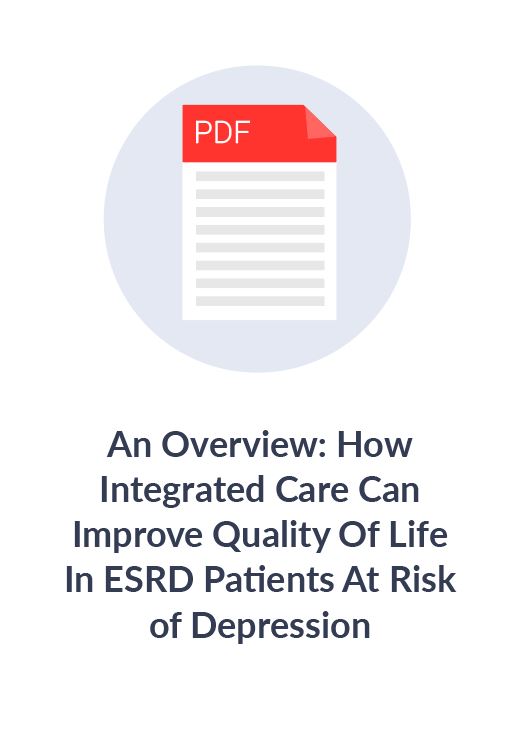 PDF
An Overview: How
Integrated Care Can
Improve Quality Of Life
In ESRD Patients At Risk
of Depression